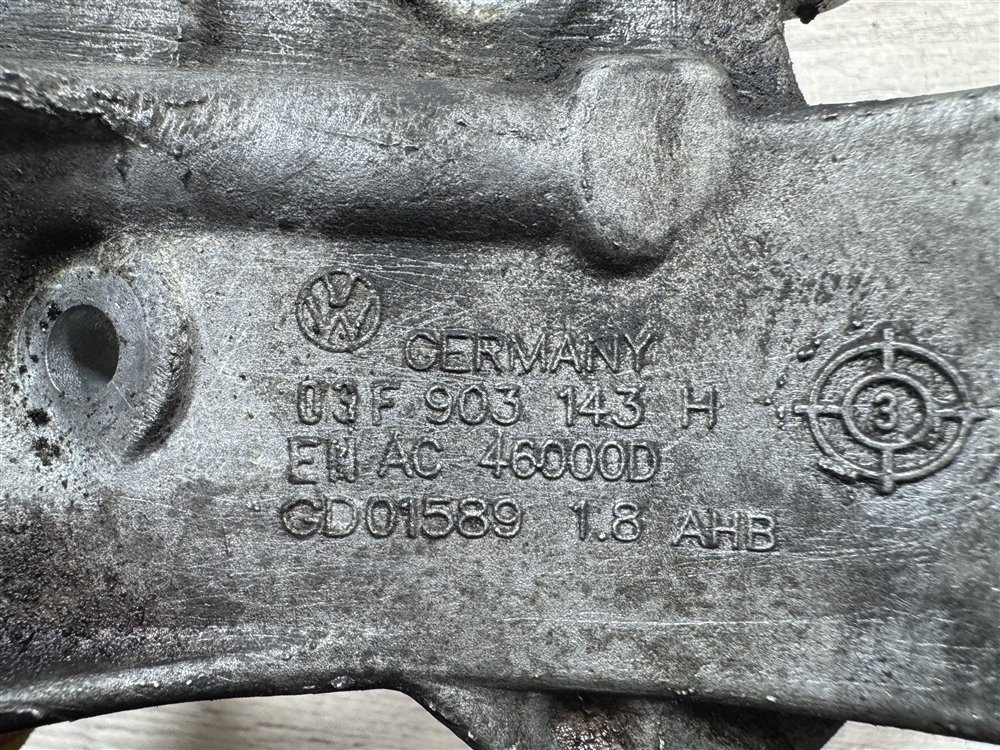 VW
GERMANY
03F 903 143 H
EN AC 46000D
GD01589 1.8 AHB
3